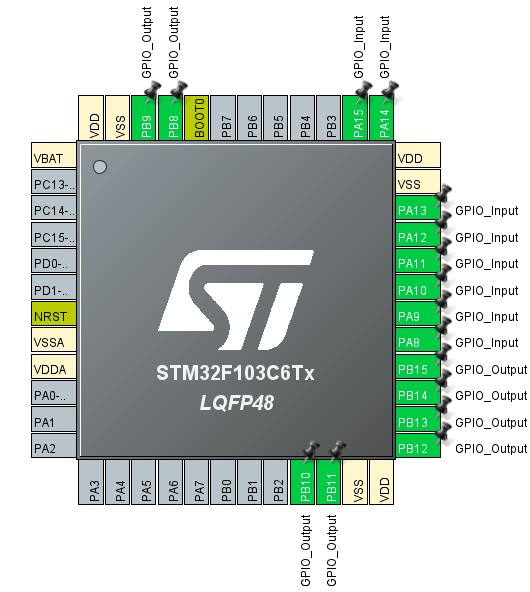 GPIO_Output
GPIO_Output
GPIO_Input
GPIO_Input
VDD
VSS
PB9
PB8
BOOT0
PB7
PB6
PB5
PB4
PB3
PA15
PA14
VBAT
PC13-..
PC14-..
PC15-..
PD0-..
PD1-..
NRST
VSSA
VDDA
PA0-..
PA1
PA2
ST
STM32F103C6Tx
LQFP48
VDD
VSS
PA13 GPIO_Input
PA12 GPIO_Input
PA11 GPIO_Input
PA10 GPIO_Input
PA9 GPIO_Input
PA8 GPIO_Input
PB15 GPIO_Output
PB14 GPIO_Output
PB13 GPIO_Output
PB12 GPIO_Output
PA3
PA4
PA5
PA6
PA7
PB0
PB1
PB2
PB10
PB11
VSS
VDD
GPIO_Output
GPIO_Output